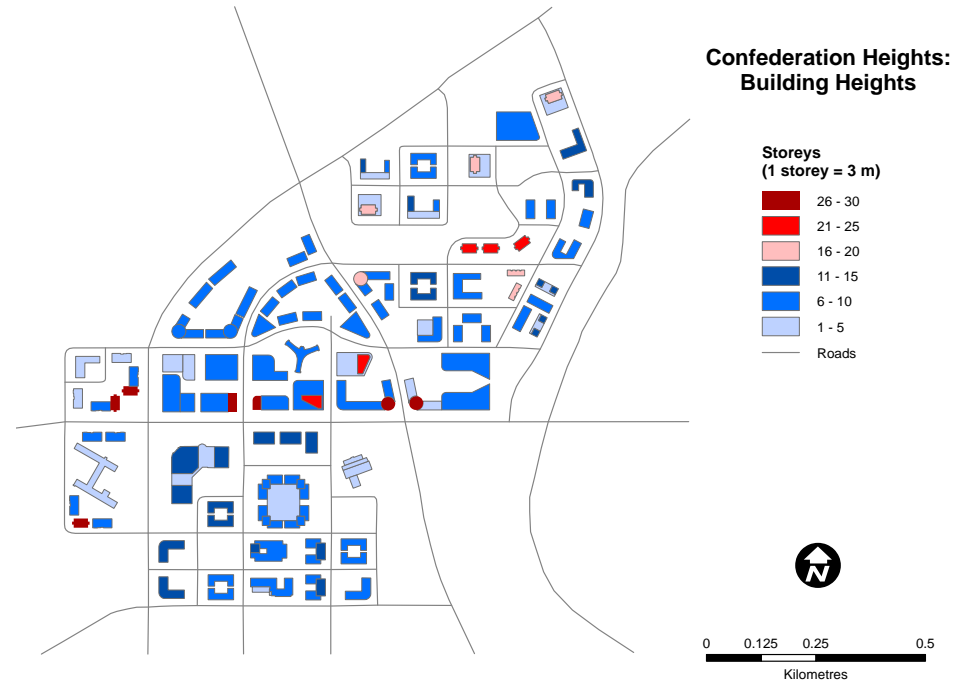 Confederation Heights:
Building Heights
Storeys
(1 storey = 3 m)
26 - 30
21 - 25
16 - 20
11 - 15
6 - 10
1 - 5
Roads
N
0 0.125 0.25 0.5
Kilometres